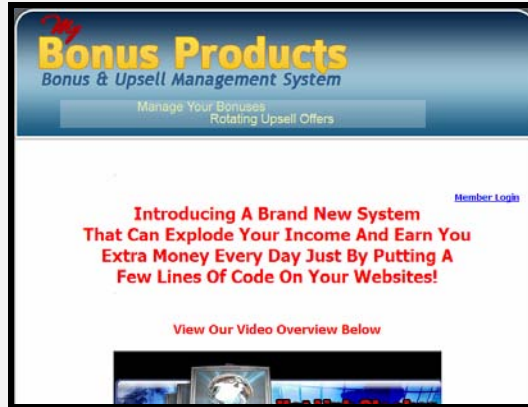 My
Bonus Products
Bonus & Upsell Management System
Manage Your Bonuses
Rotating Upsell Offers
Member Login
Introducing A Brand New System
That Can Explode Your Income And Earn You
Extra Money Every Day Just By Putting A
Few Lines Of Code On Your Websites!
View Our Video Overview Below